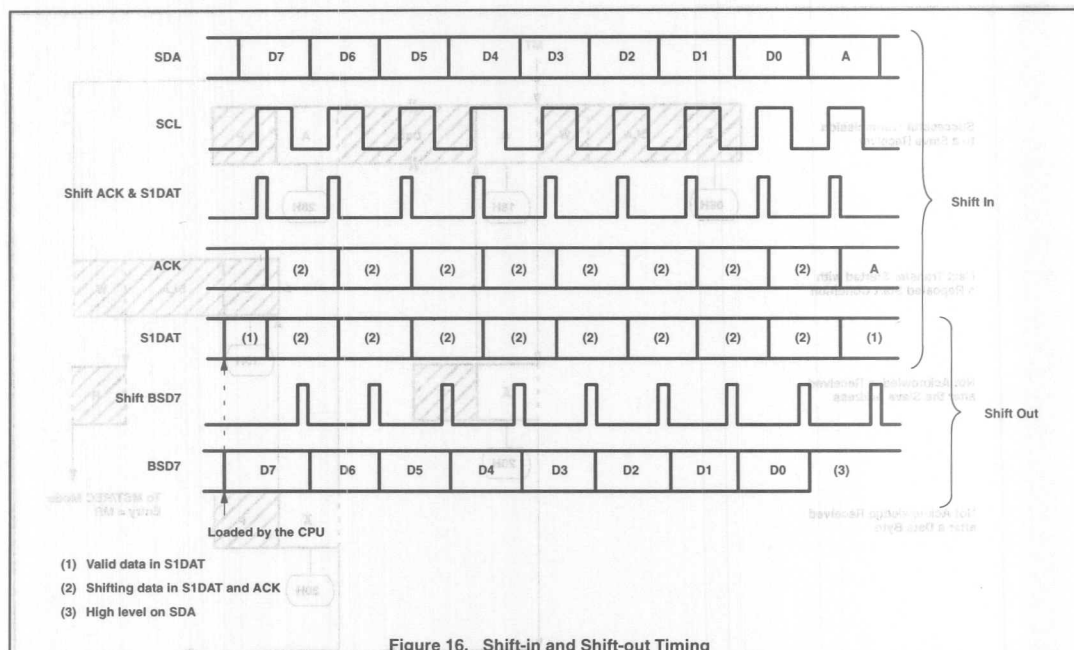 SDA D7 D6 D5 D4 D3 D2 D1 D0 A
SCL
Shift ACK & S1DAT
Shift In
ACK (2) (2) (2) (2) (2) (2) (2) (2) A
S1DAT (1) (2) (2) (2) (2) (2) (2) (2) (2) (1)
Shift BSD7
Shift Out
BSD7 D7 D6 D5 D4 D3 D2 D1 D0 (3)
Loaded by the CPU
(1) Valid data in S1DAT
(2) Shifting data in S1DAT and ACK
(3) High level on SDA
Figure 16. Shift-in and Shift-out Timing